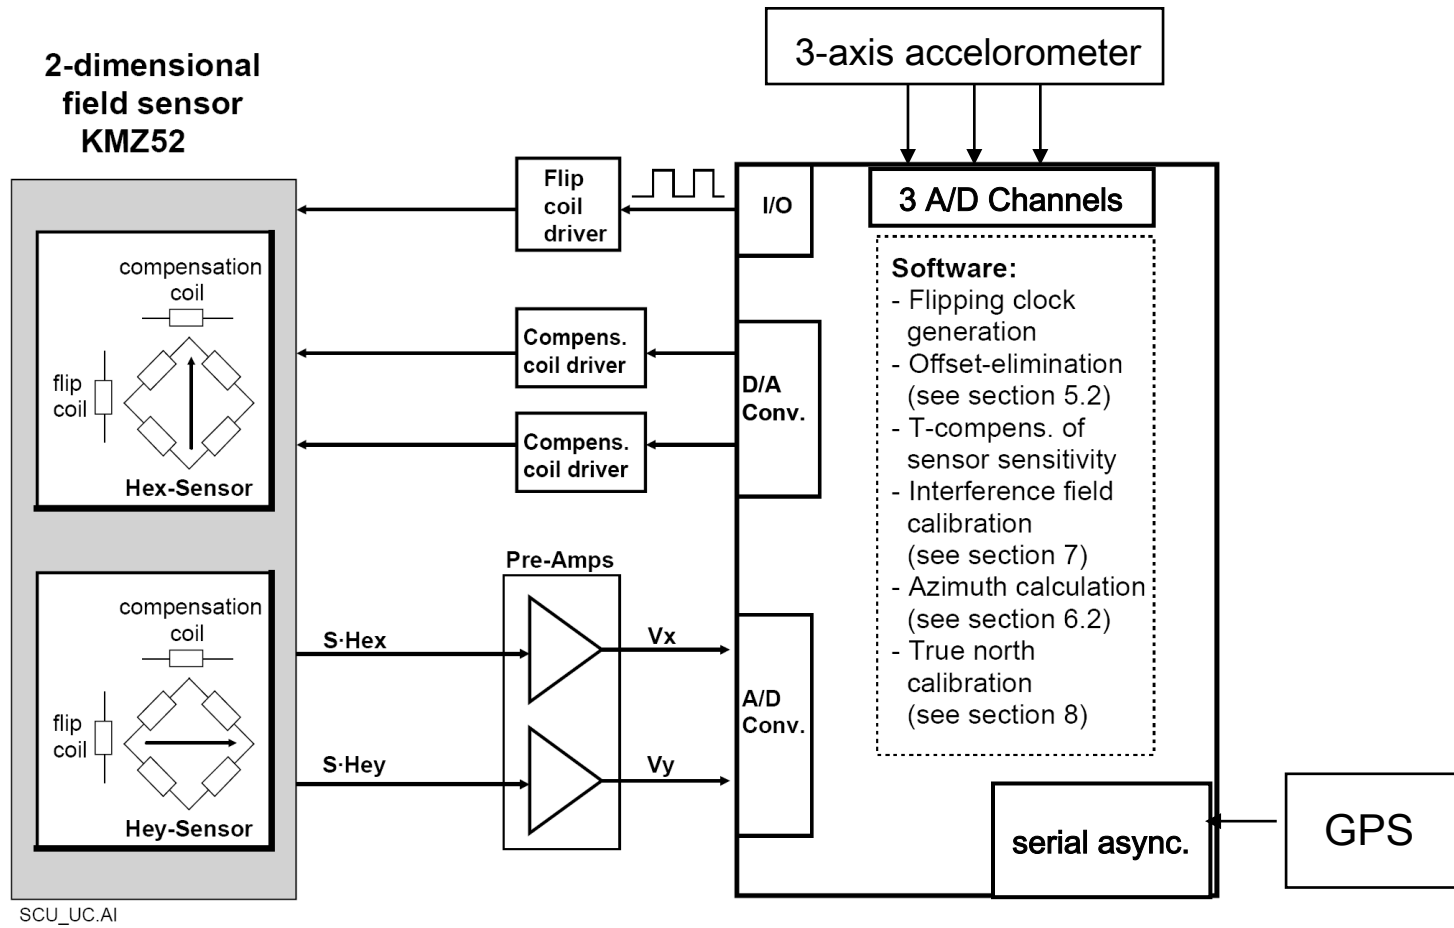 3-axis accelorometer
2-dimensional
field sensor
KMZ52
Flip
coil
driver
I/O
3 A/D Channels
compensation
coil
flip
coil
Hex-Sensor
Compens.
coil driver
Compens.
coil driver
D/A
Conv.
Software:
- Flipping clock
generation
- Offset-elimination
(see section 5.2)
- T-compens. of
sensor sensitivity
- Interference field
calibration
(see section 7)
- Azimuth calculation
(see section 6.2)
- True north
calibration
(see section 8)
compensation
coil
flip
coil
Hey-Sensor
Pre-Amps
S·Hex
Vx
S·Hey
Vy
A/D
Conv.
serial async.
GPS
SCU_UC.AI